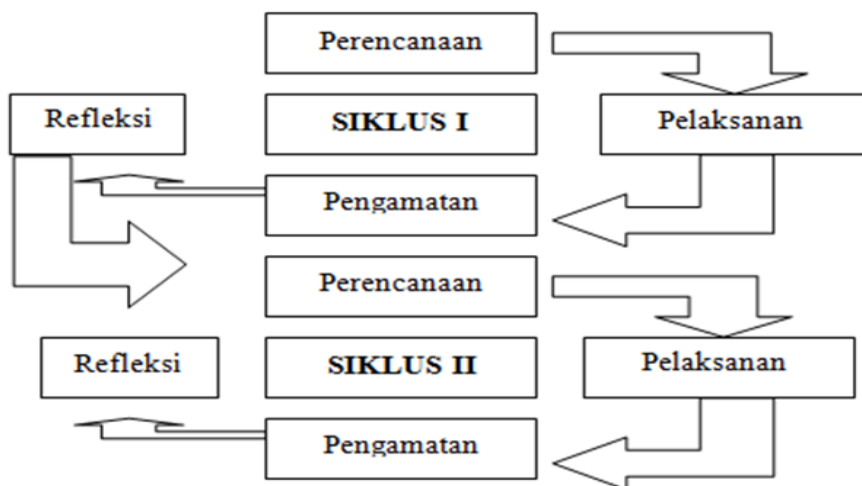 Perencanaan
Refleksi
SIKLUS I
Pelaksanan
Pengamatan
Perencanaan
Refleksi
SIKLUS II
Pelaksanan
Pengamatan